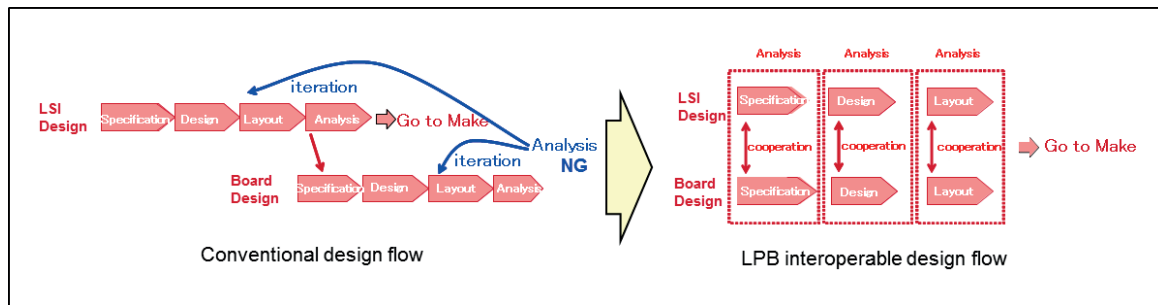 iteration
LSI
Design
Specification
Design
Layout
Analysis
Go to Make
iteration
Analysis
NG
Board
Design
Specification
Design
Layout
Analysis
Conventional design flow
Analysis
Analysis
Analysis
LSI
Design
Specification
Design
Layout
cooperation
cooperation
cooperation
Go to Make
Board
Design
Specification
Design
Layout
LPB interoperable design flow